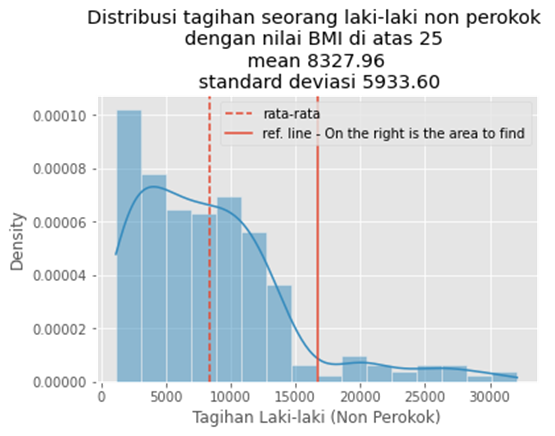 Distribusi tagihan seorang laki-laki non perokok
dengan nilai BMI di atas 25
mean 8327.96
standard deviasi 5933.60
rata-rata
ref. line - On the right is the area to find
0.00010
0.00008
0.00006
0.00004
0.00002
0.00000
Density
0 5000 10000 15000 20000 25000 30000
Tagihan Laki-laki (Non Perokok)